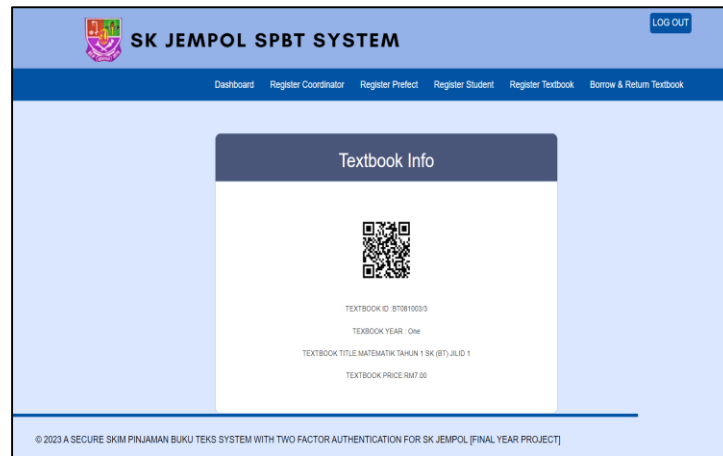 LOG OUT
SK JEMPOL SPBT SYSTEM
Dashboard Register Coordinator Register Prefect Register Student Register Textbook Borrow & Return Textbook
Textbook Info
TEXTBOOK ID :BT081003/3
TEXBOOK YEAR : One
TEXTBOOK TITLE:MATEMATIK TAHUN 1 SK (BT) JILID 1
TEXTBOOK PRICE:RM7.00
© 2023 A SECURE SKIM PINJAMAN BUKU TEKS SYSTEM WITH TWO FACTOR AUTHENTICATION FOR SK JEMPOL [FINAL YEAR PROJECT]